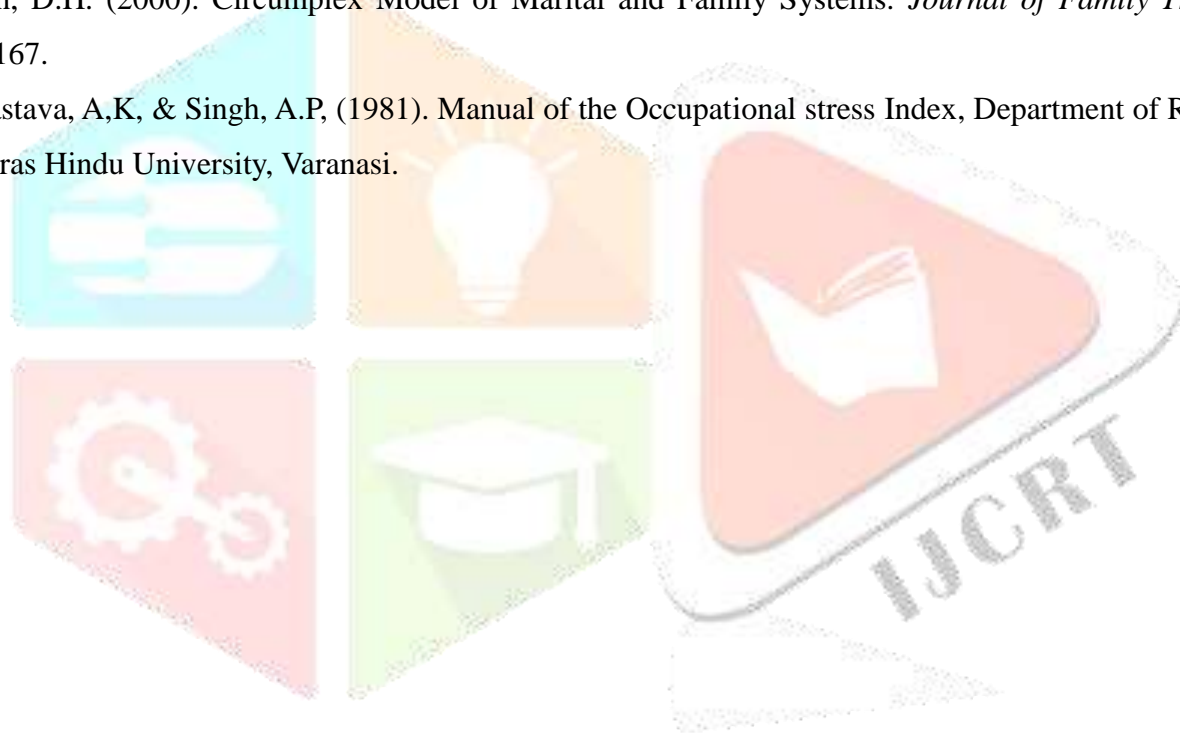 n, D.H. (2000). Circumplex Model of Marital and Family Systems. Journal of Family
167.
astava, A,K, & Singh, A.P, (1981). Manual of the Occupational stress Index, Department of
ras Hindu University, Varanasi.
IJCRT